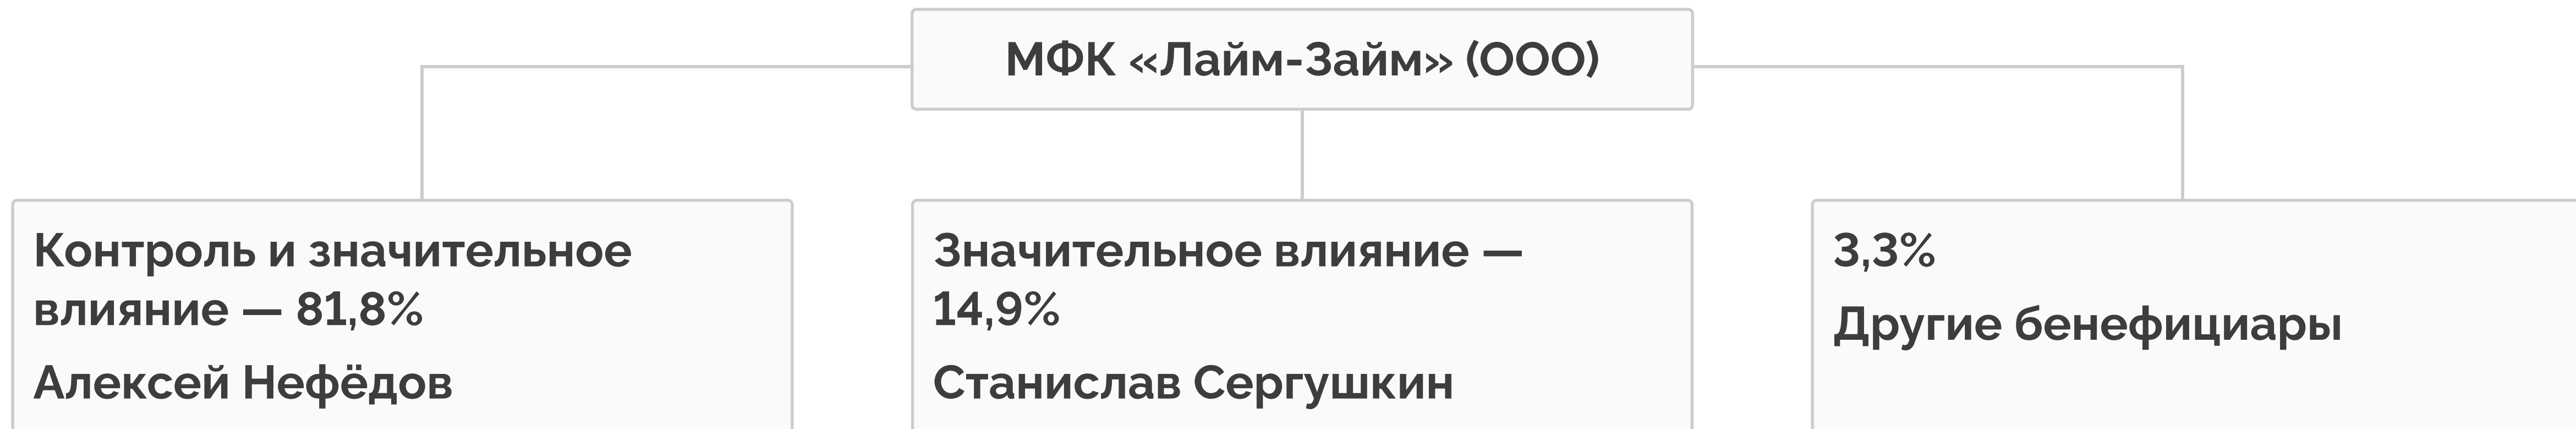 МФК «Лайм-Займ» (ООО)
Контроль и значительное
влияние — 81,8%
Алексей Нефёдов
Значительное влияние —
14,9%
Станислав Сергушкин
3,3%
Другие бенефициары